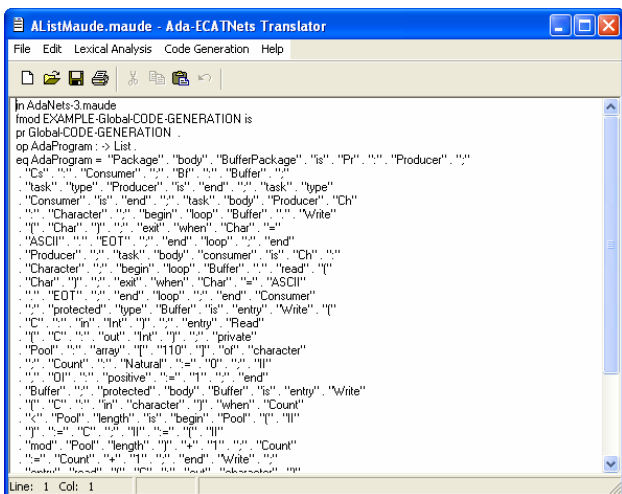 AListMaude.maude - Ada-ECATNets Translator
File Edit Lexical Analysis Code Generation Help
in AdaNets-3.maude
fmod EXAMPLE-Global-CODE-GENERATION is
pr Global-CODE-GENERATION .
op AdaProgram : -> List .
eq AdaProgram = "Package" . "body" . "BufferPackage" . "is" . "Pr" . ":" . "Producer" . ";"
. "Cs" . ":" . "Consumer" . ";" . "Bf" . ":" . "Buffer" . ";"
. "task" . "type" . "Producer" . "is" . "end" . ";" . "task" . "type"
. "Consumer" . "is" . "end" . ";" . "task" . "body" . "Producer" . "Ch"
. ":" . "Character" . ";" . "begin" . "loop" . "Buffer" . "." . "Write"
. "(" . "Char" . ")" . ";" . "exit" . "when" . "Char" . "="
. "ASCII" . "." . "EOT" . ";" . "end" . "loop" . ";" . "end"
. "Producer" . ";" . "task" . "body" . "consumer" . "is" . "Ch" . ":"
. "Character" . ";" . "begin" . "loop" . "Buffer" . "." . "read" . "("
. "Char" . ")" . ";" . "exit" . "when" . "Char" . "=" . "ASCII"
. "." . "EOT" . ";" . "end" . "loop" . ";" . "end" . "Consumer"
. ";" . "protected" . "type" . "Buffer" . "is" . "entry" . "Write" . "("
. "C" . ":" . "in" . "Int" . ")" . ";" . "entry" . "Read"
. "(" . "C" . ":" . "out" . "Int" . ")" . ";" . "private"
. "Pool" . ":" . "array" . "[" . "110" . "]" . "of" . "character"
. ";" . "Count" . ":" . "Natural" . ":=" . "0" . ";" . "II"
. ";" . "OI" . ":" . "positive" . ":=" . "1" . ";" . "end"
. "Buffer" . ";" . "protected" . "body" . "Buffer" . "is" . "entry" . "Write"
. "(" . "C" . ":" . "in" . "character" . ")" . "when" . "Count"
. "<" . "Pool" . "length" . "is" . "begin" . "Pool" . "(" . "II"
. ")" . ":=" . "C" . ";" . "II" . ":=" . "(" . "II"
. "mod" . "Pool" . "length" . ")" . "+" . "1" . ";" . "Count"
. ":=" . "Count" . "+" . "1" . ";" . "end" . "Write" . ";"
. "entry" . "read" . "(" . "C" . ":" . "out" . "character" . ")"
Line: 1 Col: 1